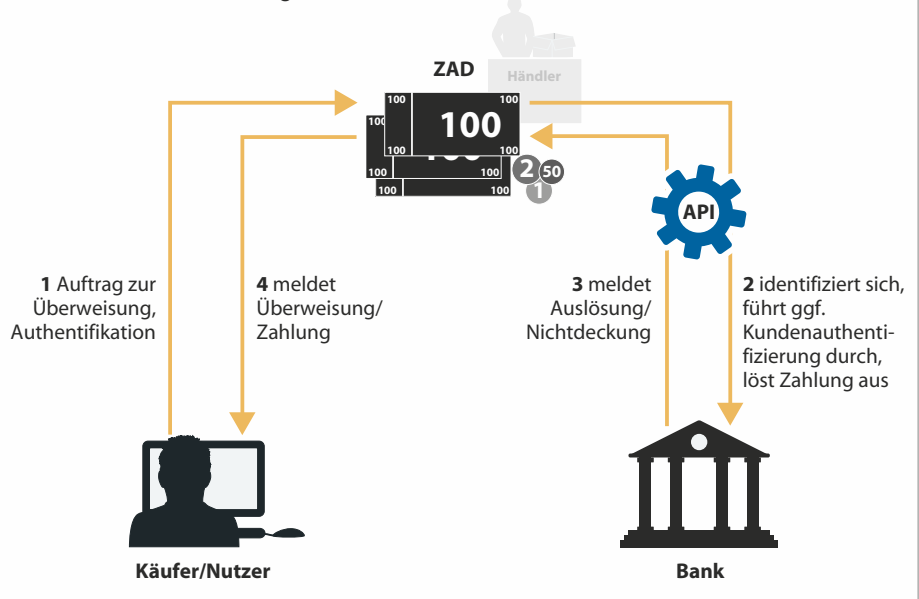 ZAD
Händler
100 100
100
100
100 100
100
100
100 100
2 50
1
API
1 Auftrag zur
Überweisung,
Authentifikation
4 meldet
Überweisung/
Zahlung
3 meldet
Auslösung/
Nichtdeckung
2 identifiziert sich,
führt ggf.
Kundenauthenti-
fizierung durch,
löst Zahlung aus
Käufer/Nutzer
Bank